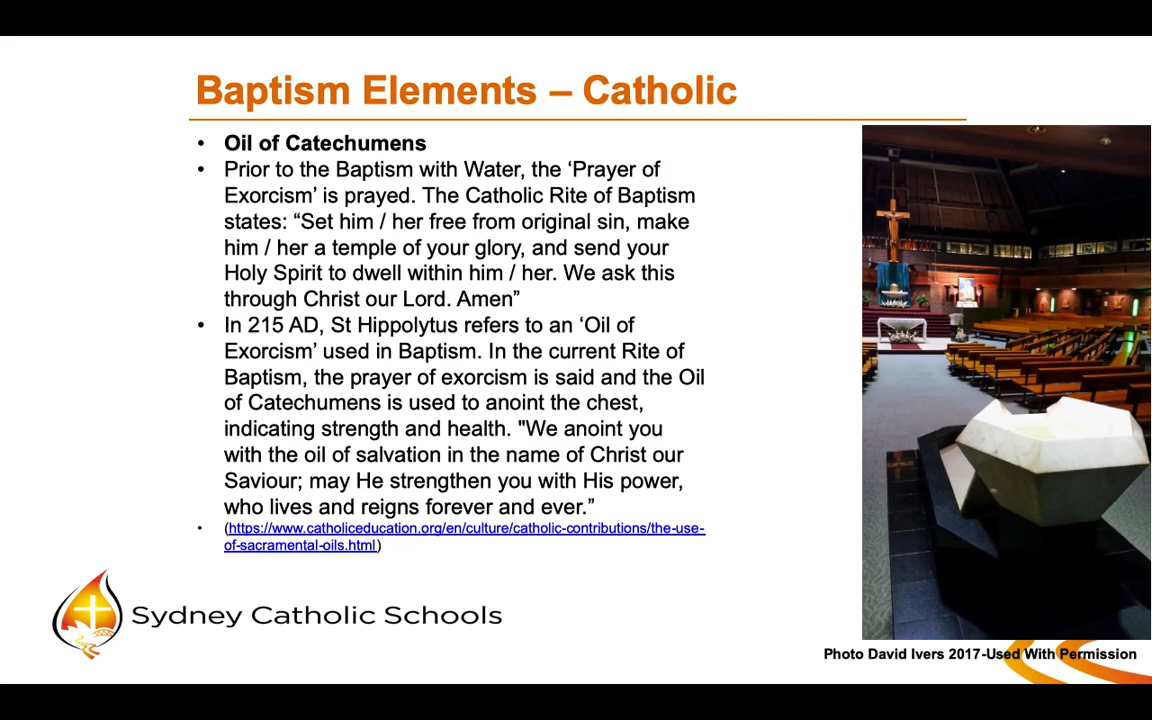 Baptism Elements – Catholic
• Oil of Catechumens
• Prior to the Baptism with Water, the ‘Prayer of
Exorcism’ is prayed. The Catholic Rite of Baptism
states: “Set him / her free from original sin, make
him / her a temple of your glory, and send your
Holy Spirit to dwell within him / her. We ask this
through Christ our Lord. Amen”
• In 215 AD, St Hippolytus refers to an ‘Oil of
Exorcism’ used in Baptism. In the current Rite of
Baptism, the prayer of exorcism is said and the Oil
of Catechumens is used to anoint the chest,
indicating strength and health. "We anoint you
with the oil of salvation in the name of Christ our
Saviour; may He strengthen you with His power,
who lives and reigns forever and ever.”
• (https://www.catholiceducation.org/en/culture/catholic-contributions/the-use-
of-sacramental-oils.html)
Sydney Catholic Schools
Photo David Ivers 2017-Used With Permission